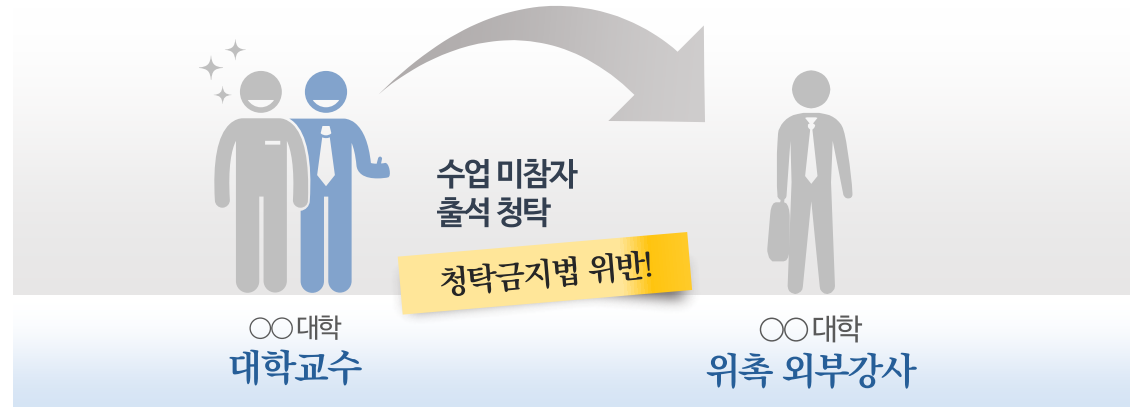 수업 미참자
출석 청탁
청탁금지법 위반!
○○ 대학
대학교수
○○ 대학
위촉 외부강사